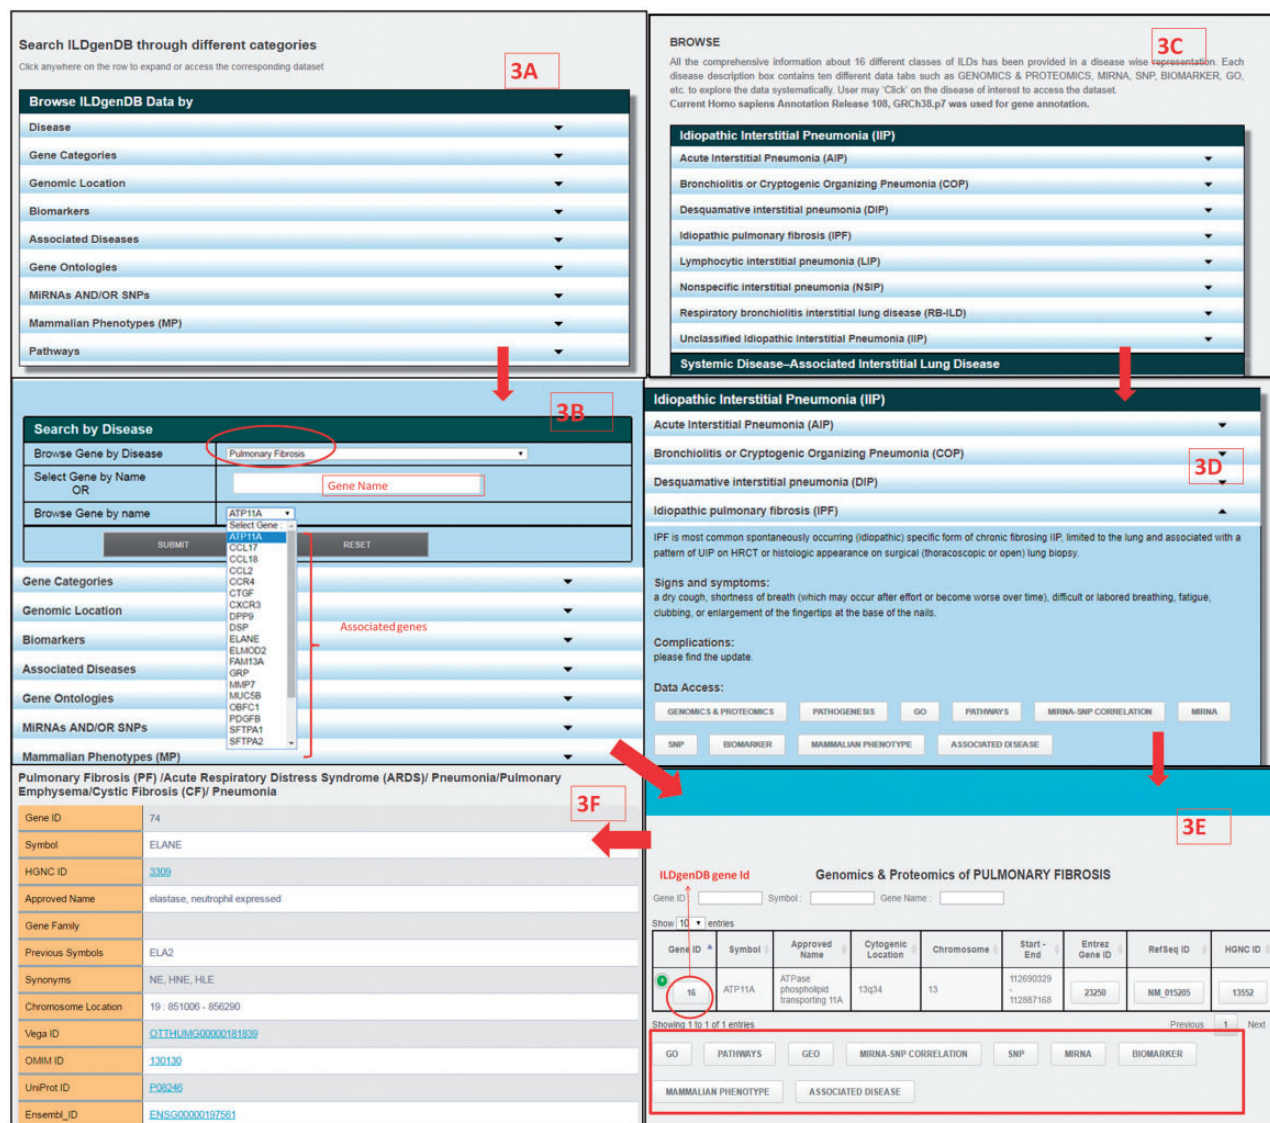 Search ILDgenDB through different categories
Click anywhere on the row to expand or access the corresponding dataset
3A
Browse ILDgenDB Data by
Disease
Gene Categories
Genomic Location
Biomarkers
Associated Diseases
Gene Ontologies
MiRNAs AND/OR SNPs
Mammalian Phenotypes (MP)
Pathways
3C
BROWSE
All the comprehensive information about 16 different classes of ILDs has been provided in a disease wise representation. Each
disease description box contains ten different data tabs such as GENOMICS & PROTEOMICS, MIRNA, SNP, BIOMARKER, GO,
etc. to explore the data systematically. User may 'Click' on the disease of interest to access the dataset.
Current Homo sapiens Annotation Release 108, GRCh38.p7 was used for gene annotation.
Idiopathic Interstitial Pneumonia (IIP)
Acute Interstitial Pneumonia (AIP)
Bronchiolitis or Cryptogenic Organizing Pneumonia (COP)
Desquamative interstitial pneumonia (DIP)
Idiopathic pulmonary fibrosis (IPF)
Lymphocytic interstitial pneumonia (LIP)
Nonspecific interstitial pneumonia (NSIP)
Respiratory bronchiolitis interstitial lung disease (RB-ILD)
Unclassified Idiopathic Interstitial Pneumonia (IIP)
Systemic Disease–Associated Interstitial Lung Disease
3B
Search by Disease
Browse Gene by Disease Pulmonary Fibrosis
Select Gene by Name
OR
Gene Name
Browse Gene by name ATP11A
SUBMIT RESET
Select Gene :
ATP11A
CCL17
CCL18
CCL2
CCR4
CTGF
CXCR3
DPP9
DSP
ELANE
ELMOD2
FAM13A
GRP
MMP7
MUC5B
OBFC1
PDGFB
SFTPA1
SFTPA2
Associated genes
Gene Categories
Genomic Location
Biomarkers
Associated Diseases
Gene Ontologies
MiRNAs AND/OR SNPs
Mammalian Phenotypes (MP)
Idiopathic Interstitial Pneumonia (IIP)
Acute Interstitial Pneumonia (AIP)
Bronchiolitis or Cryptogenic Organizing Pneumonia (COP)
3D
Desquamative interstitial pneumonia (DIP)
Idiopathic pulmonary fibrosis (IPF)
IPF is most common spontaneously occurring (idiopathic) specific form of chronic fibrosing IIP, limited to the lung and associated with a
pattern of UIP on HRCT or histologic appearance on surgical (thoracoscopic or open) lung biopsy.
Signs and symptoms:
a dry cough, shortness of breath (which may occur after effort or become worse over time), difficult or labored breathing, fatigue,
clubbing, or enlargement of the fingertips at the base of the nails.
Complications:
please find the update.
Data Access:
GENOMICS & PROTEOMICS PATHOGENESIS GO PATHWAYS MIRNA-SNP CORRELATION MIRNA
SNP BIOMARKER MAMMALIAN PHENOTYPE ASSOCIATED DISEASE
Pulmonary Fibrosis (PF) /Acute Respiratory Distress Syndrome (ARDS)/ Pneumonia/Pulmonary
Emphysema/Cystic Fibrosis (CF)/ Pneumonia
3F
Gene ID 74
Symbol ELANE
HGNC ID 3309
Approved Name elastase, neutrophil expressed
Gene Family
Previous Symbols ELA2
Synonyms NE, HNE, HLE
Chromosome Location 19 : 851006 - 856290
Vega ID OTTHUMG00000181839
OMIM ID 130130
UniProt ID P08246
Ensembl_ID ENSG00000197561
3E
ILDgenDB gene Id
Genomics & Proteomics of PULMONARY FIBROSIS
Gene ID Symbol : Gene Name :
Show 10 entries
Gene ID Symbol Approved Name Cytogenic Location Chromosome Start - End Entrez Gene ID RefSeq ID HGNC ID
16 ATP11A ATPase phospholipid transporting 11A 13q34 13 112690329 - 112887168 23250 NM_015205 13552
Showing 1 to 1 of 1 entries Previous 1 Next
GO PATHWAYS GEO MIRNA-SNP CORRELATION SNP MIRNA BIOMARKER
MAMMALIAN PHENOTYPE ASSOCIATED DISEASE